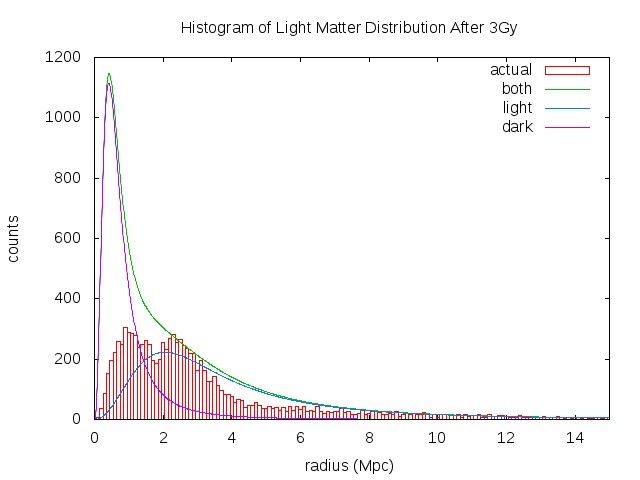 Histogram of Light Matter Distribution After 3Gy
1200
1000
800
600
400
200
0
counts
actual
both
light
dark
0 2 4 6 8 10 12 14
radius (Mpc)